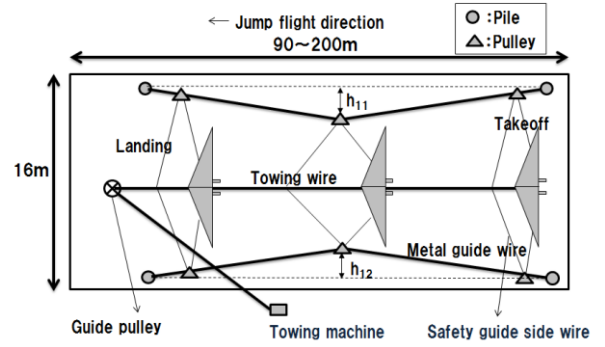 Jump flight direction
90～200m
:Pile
:Pulley
h11
Takeoff
Landing
16m
Towing wire
Metal guide wire
h12
Guide pulley
Towing machine
Safety guide side wire